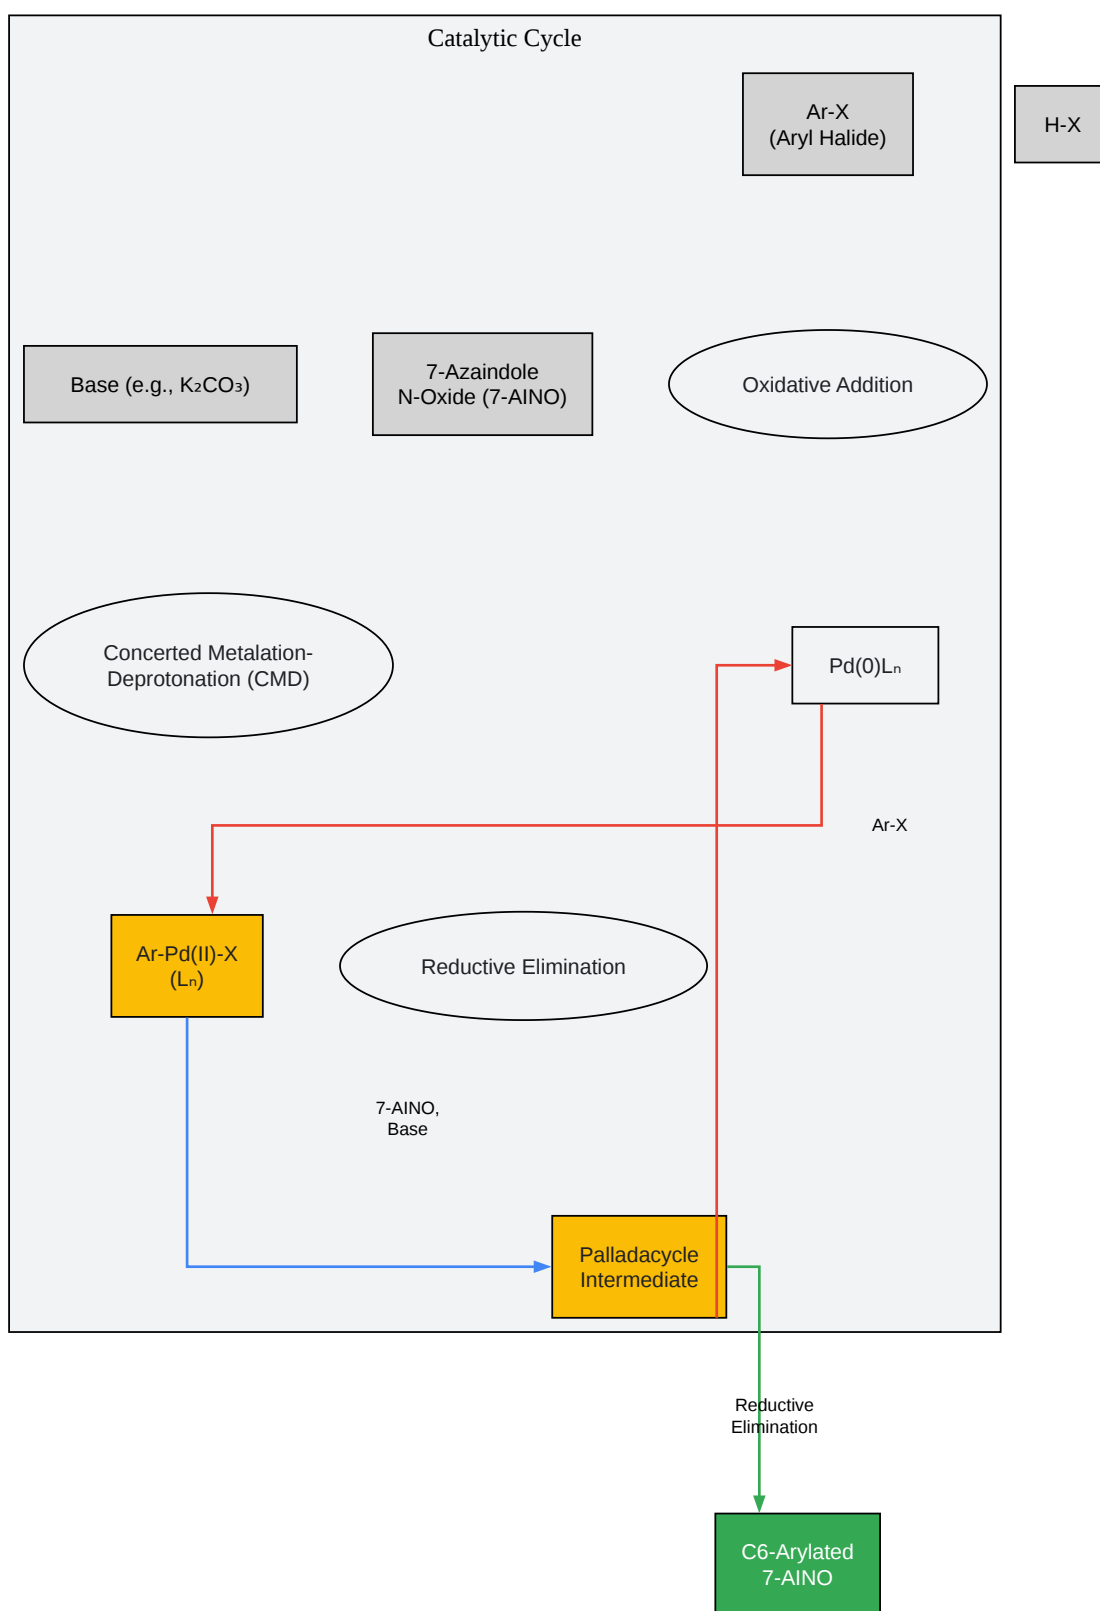 Catalytic Cycle
Ar-X
(Aryl Halide)
H-X
Base (e.g., K₂CO₃)
7-Azaindole
N-Oxide (7-AINO)
Oxidative Addition
Concerted Metalation-
Deprotonation (CMD)
Pd(0)Lₙ
Ar-X
Ar-Pd(II)-X
(Lₙ)
Reductive Elimination
7-AINO,
Base
Palladacycle
Intermediate
Reductive
Elimination
C6-Arylated
7-AINO